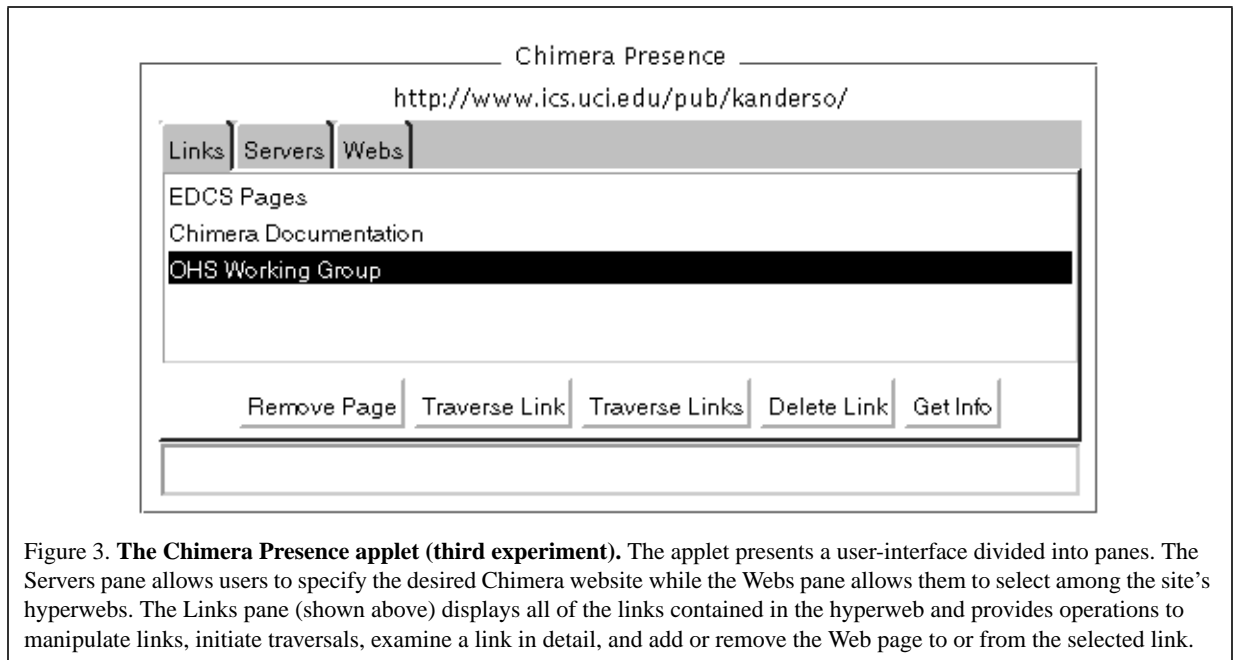 Chimera Presence
http://www.ics.uci.edu/pub/kanderso/
Links Servers Webs
EDCS Pages
Chimera Documentation
OHS Working Group
Remove Page Traverse Link Traverse Links Delete Link Get Info
Figure 3. The Chimera Presence applet (third experiment). The applet presents a user-interface divided into panes. The
Servers pane allows users to specify the desired Chimera website while the Webs pane allows them to select among the site’s
hyperwebs. The Links pane (shown above) displays all of the links contained in the hyperweb and provides operations to
manipulate links, initiate traversals, examine a link in detail, and add or remove the Web page to or from the selected link.